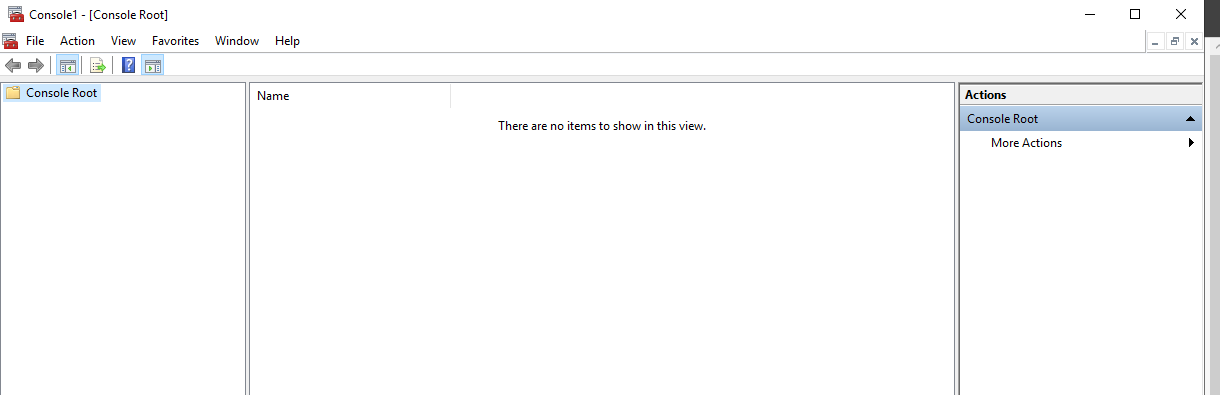 Console1 - [Console Root]
File Action View Favorites Window Help
Console Root
Name
There are no items to show in this view.
Actions
Console Root
More Actions